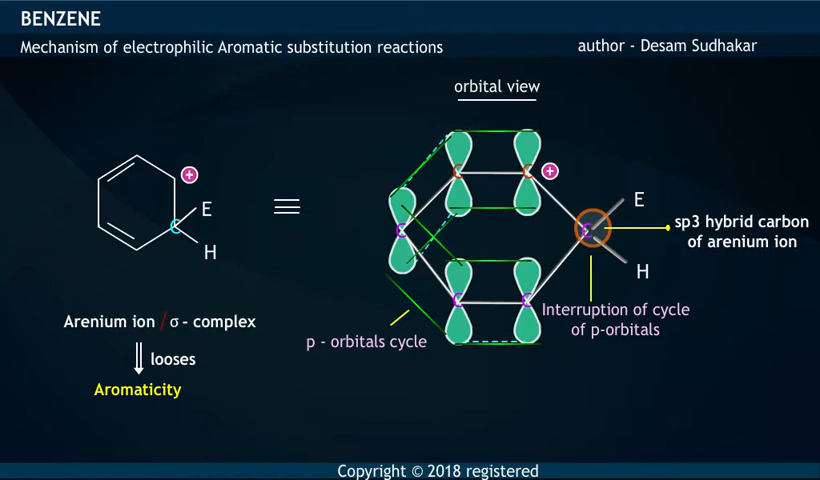 BENZENE
Mechanism of electrophilic Aromatic substitution reactions
author - Desam Sudhakar
orbital view
+
E
C
H
C
C
+
C
C
E
H
C
C
sp3 hybrid carbon
of arenium ion
Interruption of cycle
of p-orbitals
p - orbitals cycle
Arenium ion / σ - complex
looses
Aromaticity
Copyright © 2018 registered